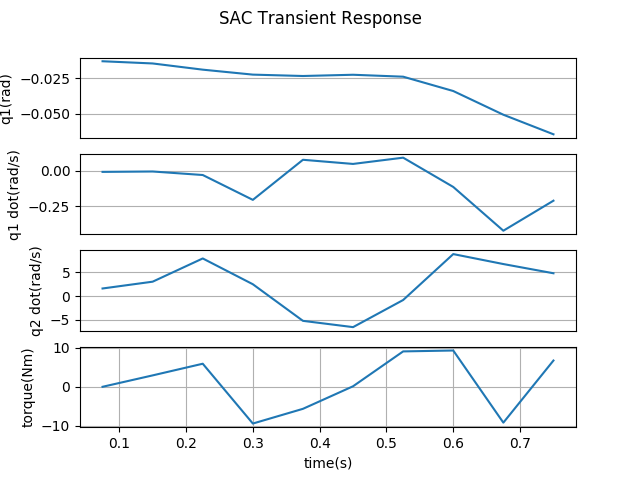 SAC Transient Response
q1(rad)
−0.025
−0.050
q1 dot(rad/s)
0.00
−0.25
q2 dot(rad/s)
5
0
−5
torque(Nm)
10
0
−10
0.1 0.2 0.3 0.4 0.5 0.6 0.7
time(s)